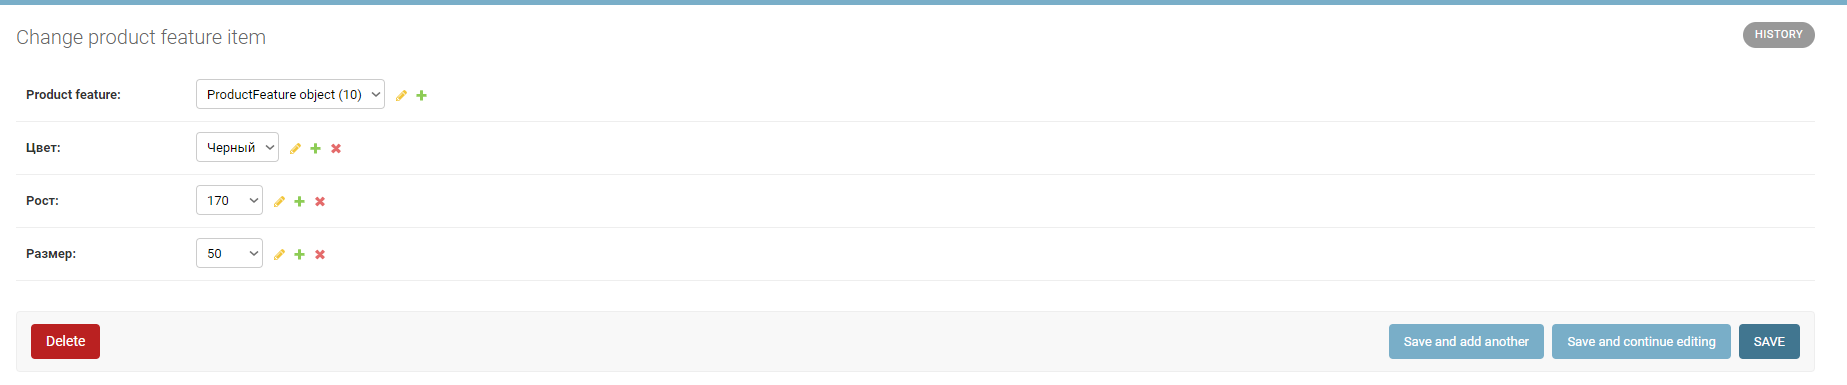 Change product feature item
HISTORY
Product feature: ProductFeature object (10)
Цвет: Черный
Рост: 170
Размер: 50
Delete Save and add another Save and continue editing SAVE